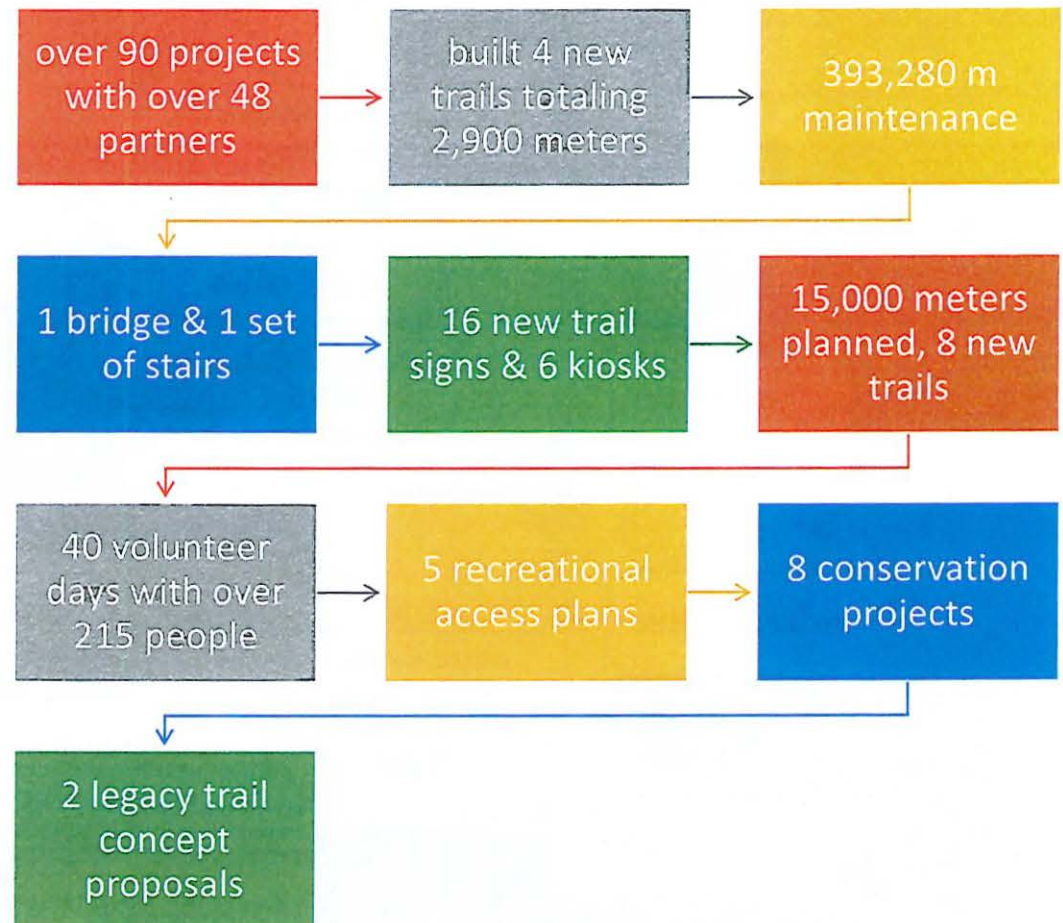 over 90 projects
with over 48
partners
built 4 new
trails totaling
2,900 meters
393,280 m
maintenance
1 bridge & 1 set
of stairs
16 new trail
signs & 6 kiosks
15,000 meters
planned, 8 new
trails
40 volunteer
days with over
215 people
5 recreational
access plans
8 conservation
projects
2 legacy trail
concept
proposals